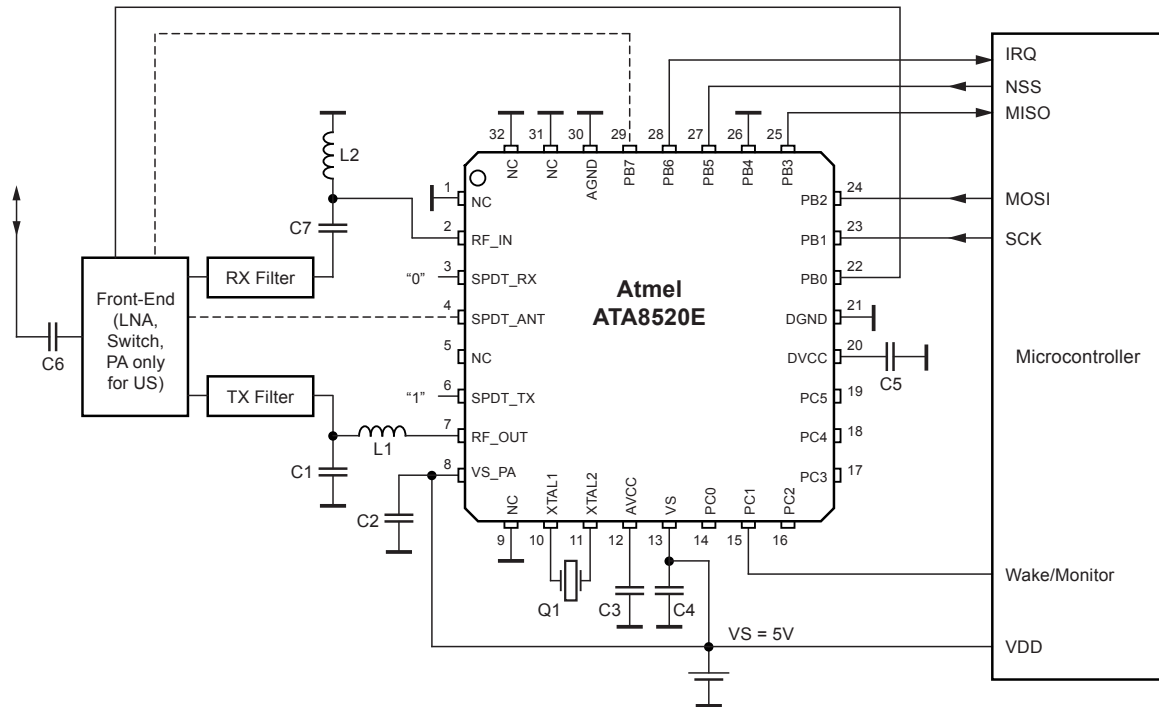 IRQ
NSS
MISO
MOSI
SCK
Microcontroller
Wake/Monitor
VDD
32
31
30
29
28
27
26
25
NC
NC
AGND
PB7
PB6
PB5
PB4
PB3
L2
C7
1
NC
2
RF_IN
“0”
3
SPDT_RX
4
SPDT_ANT
5
NC
“1”
6
SPDT_TX
7
RF_OUT
8
VS_PA
Atmel
ATA8520E
PB2
24
PB1
23
PB0
22
DGND
21
DVCC
20
PC5
19
PC4
18
PC3
17
C5
RX Filter
Front-End
(LNA,
Switch,
PA only
for US)
C6
TX Filter
L1
C1
C2
NC
XTAL1
XTAL2
AVCC
VS
PC0
PC1
PC2
9
10
11
12
13
14
15
16
Q1
C3
C4
VS = 5V